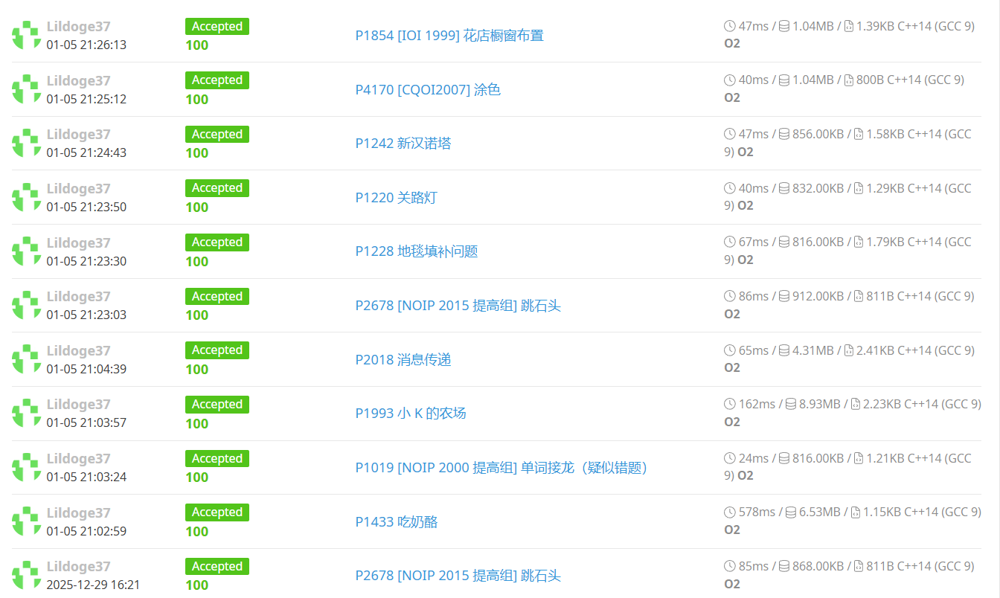 Lildoge37
01-05 21:26:13
Accepted
100
P1854 [IOI 1999] 花店橱窗布置
47ms / 1.04MB / 1.39KB C++14 (GCC 9)
O2
Lildoge37
01-05 21:25:12
Accepted
100
P4170 [CQOI2007] 涂色
40ms / 1.04MB / 800B C++14 (GCC 9)
O2
Lildoge37
01-05 21:24:43
Accepted
100
P1242 新汉诺塔
47ms / 856.00KB / 1.58KB C++14 (GCC
9) O2
Lildoge37
01-05 21:23:50
Accepted
100
P1220 关路灯
40ms / 832.00KB / 1.29KB C++14 (GCC
9) O2
Lildoge37
01-05 21:23:30
Accepted
100
P1228 地毯填补问题
67ms / 816.00KB / 1.79KB C++14 (GCC
9) O2
Lildoge37
01-05 21:23:03
Accepted
100
P2678 [NOIP 2015 提高组] 跳石头
86ms / 912.00KB / 811B C++14 (GCC 9)
O2
Lildoge37
01-05 21:04:39
Accepted
100
P2018 消息传递
65ms / 4.31MB / 2.41KB C++14 (GCC 9)
O2
Lildoge37
01-05 21:03:57
Accepted
100
P1993 小 K 的农场
162ms / 8.93MB / 2.23KB C++14 (GCC 9)
O2
Lildoge37
01-05 21:03:24
Accepted
100
P1019 [NOIP 2000 提高组] 单词接龙（疑似错题）
24ms / 816.00KB / 1.21KB C++14 (GCC
9) O2
Lildoge37
01-05 21:02:59
Accepted
100
P1433 吃奶酪
578ms / 6.53MB / 1.15KB C++14 (GCC 9)
O2
Lildoge37
2025-12-29 16:21
Accepted
100
P2678 [NOIP 2015 提高组] 跳石头
85ms / 868.00KB / 811B C++14 (GCC 9)
O2